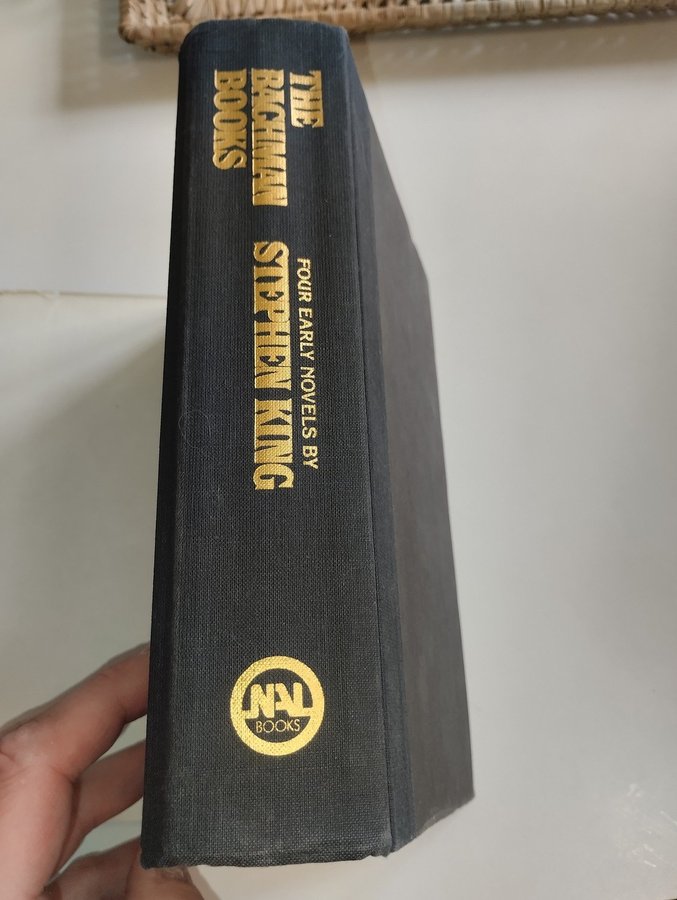 THE
BACHMAN
BOOKS
FOUR EARLY NOVELS BY
STEPHEN KING
NAL
BOOKS